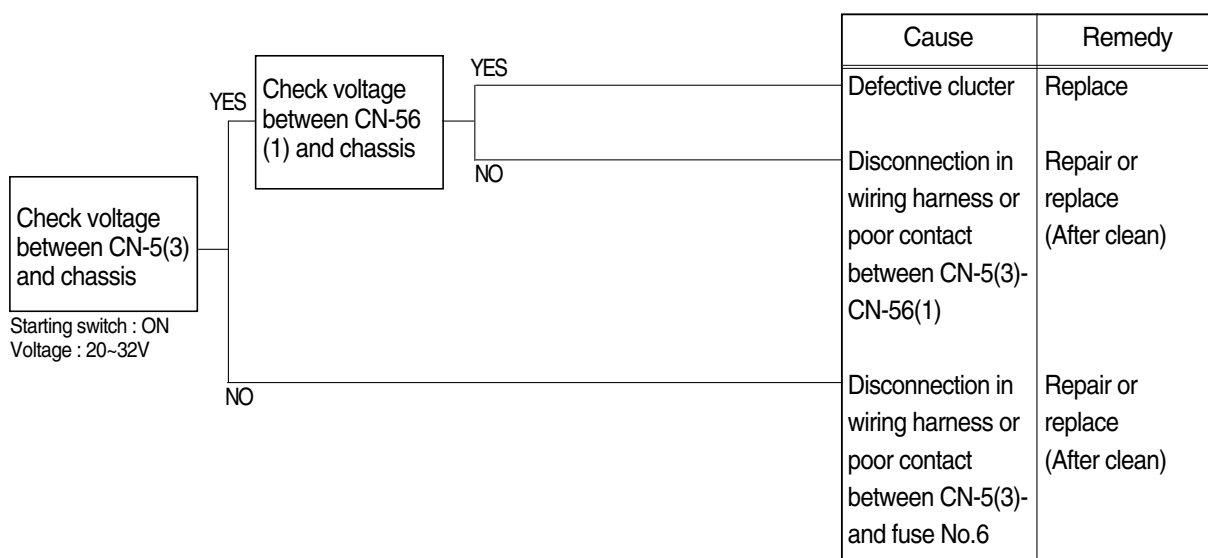 Check voltage
between CN-5(3)
and chassis
Starting switch : ON
Voltage : 20~32V
YES
NO
Check voltage
between CN-56
(1) and chassis
YES
NO
Cause
Remedy
Defective clucter
Replace
Disconnection in
wiring harness or
poor contact
between CN-5(3)-
CN-56(1)
Repair or
replace
(After clean)
Disconnection in
wiring harness or
poor contact
between CN-5(3)-
and fuse No.6
Repair or
replace
(After clean)